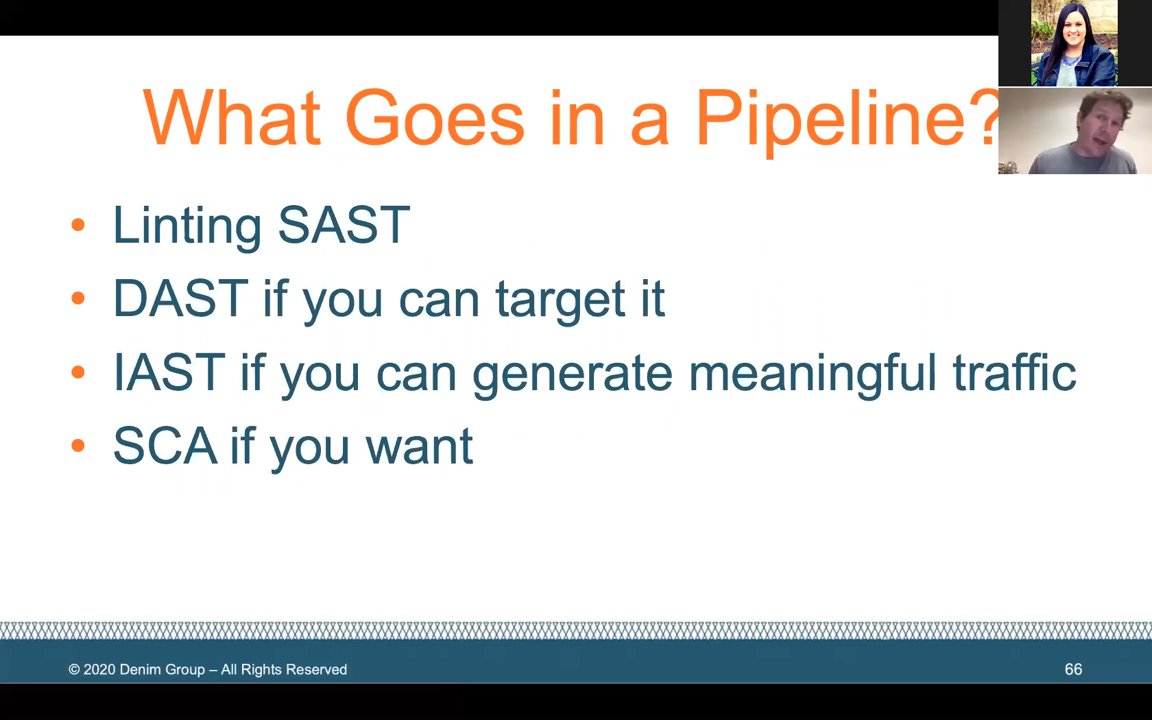 What Goes in a Pipeline?
• Linting SAST
• DAST if you can target it
• IAST if you can generate meaningful traffic
• SCA if you want
© 2020 Denim Group – All Rights Reserved
66